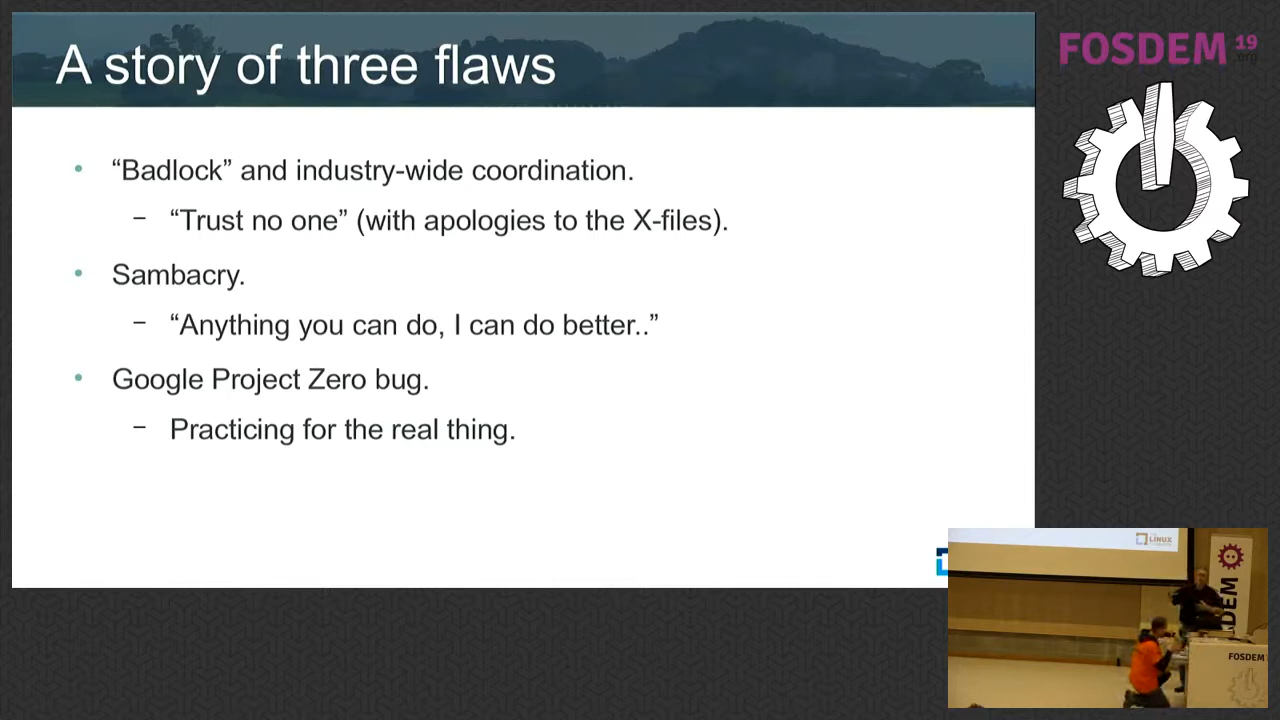 A story of three flaws
FOSDEM 19
.org
• “Badlock” and industry-wide coordination.
– “Trust no one” (with apologies to the X-files).
• Sambacry.
– “Anything you can do, I can do better..”
• Google Project Zero bug.
– Practicing for the real thing.
LINUX
DEM
FOSDEM